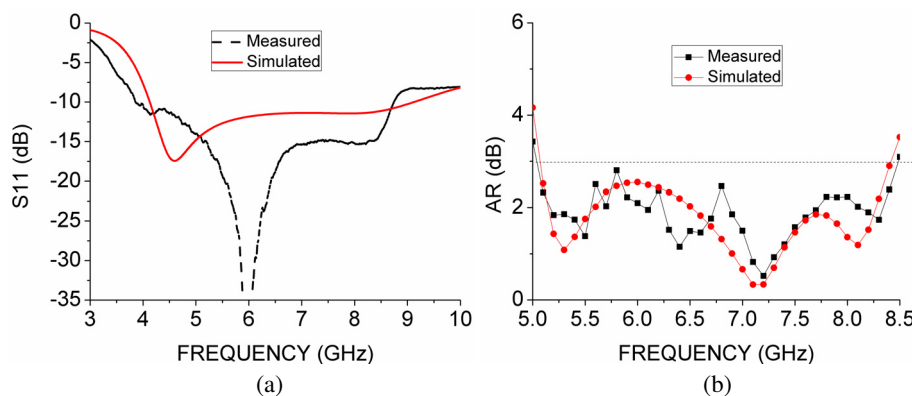 0
-5
-10
-15
-20
-25
-30
-35
S11 (dB)
Measured
Simulated
3 4 5 6 7 8 9 10
FREQUENCY (GHz)
(a)
6
4
2
0
AR (dB)
Measured
Simulated
5.0 5.5 6.0 6.5 7.0 7.5 8.0 8.5
FREQUENCY (GHz)
(b)